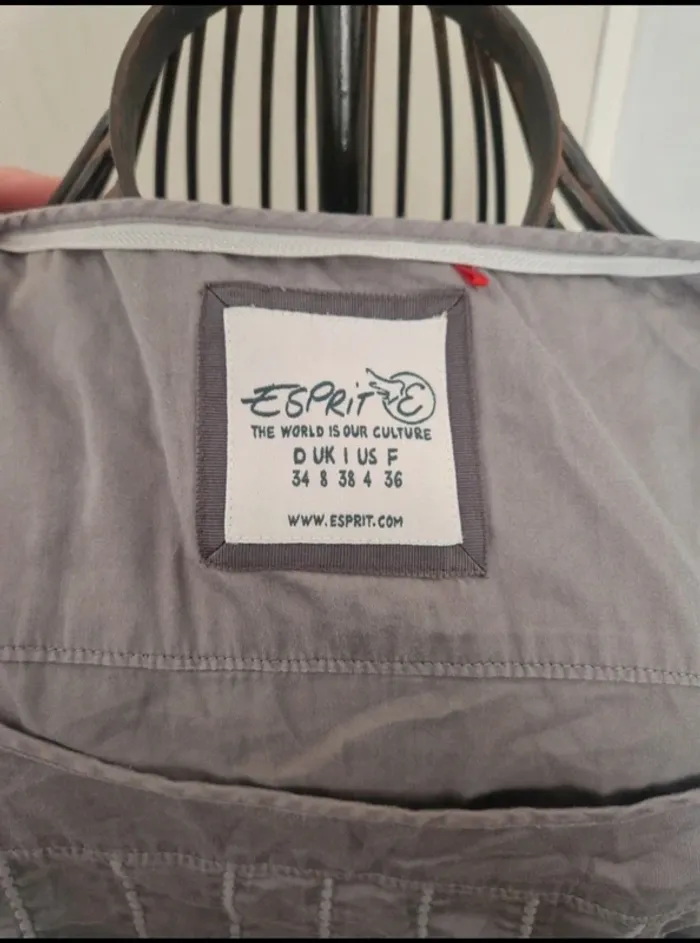 ESPRIT E
THE WORLD IS OUR CULTURE
D UK I US F
34 8 38 4 36
WWW.ESPRIT.COM